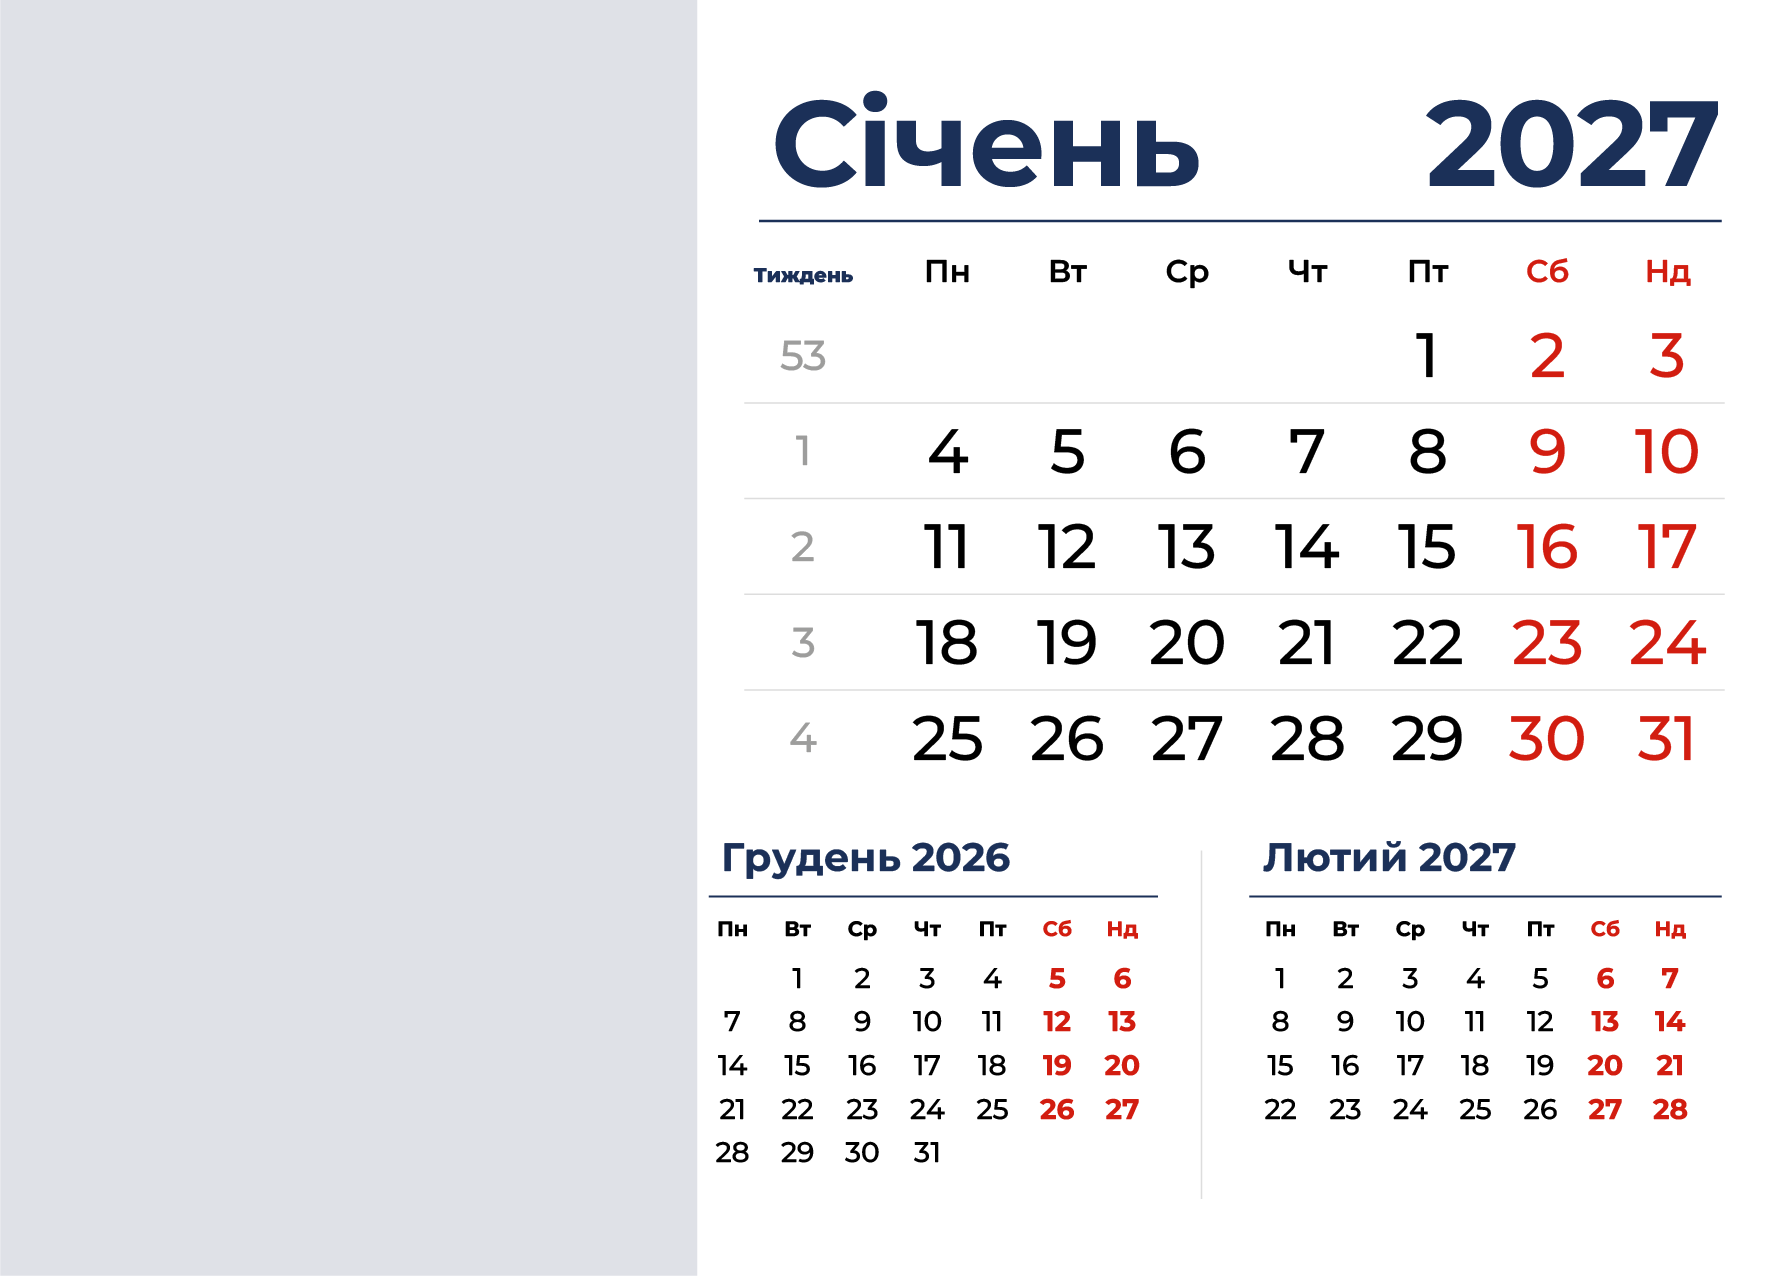 Січень 2027
Тиждень Пн Вт Ср Чт Пт Сб Нд
53 1 2 3
1 4 5 6 7 8 9 10
2 11 12 13 14 15 16 17
3 18 19 20 21 22 23 24
4 25 26 27 28 29 30 31
Грудень 2026
Пн Вт Ср Чт Пт Сб Нд
1 2 3 4 5 6
7 8 9 10 11 12 13
14 15 16 17 18 19 20
21 22 23 24 25 26 27
28 29 30 31
Лютий 2027
Пн Вт Ср Чт Пт Сб Нд
1 2 3 4 5 6 7
8 9 10 11 12 13 14
15 16 17 18 19 20 21
22 23 24 25 26 27 28